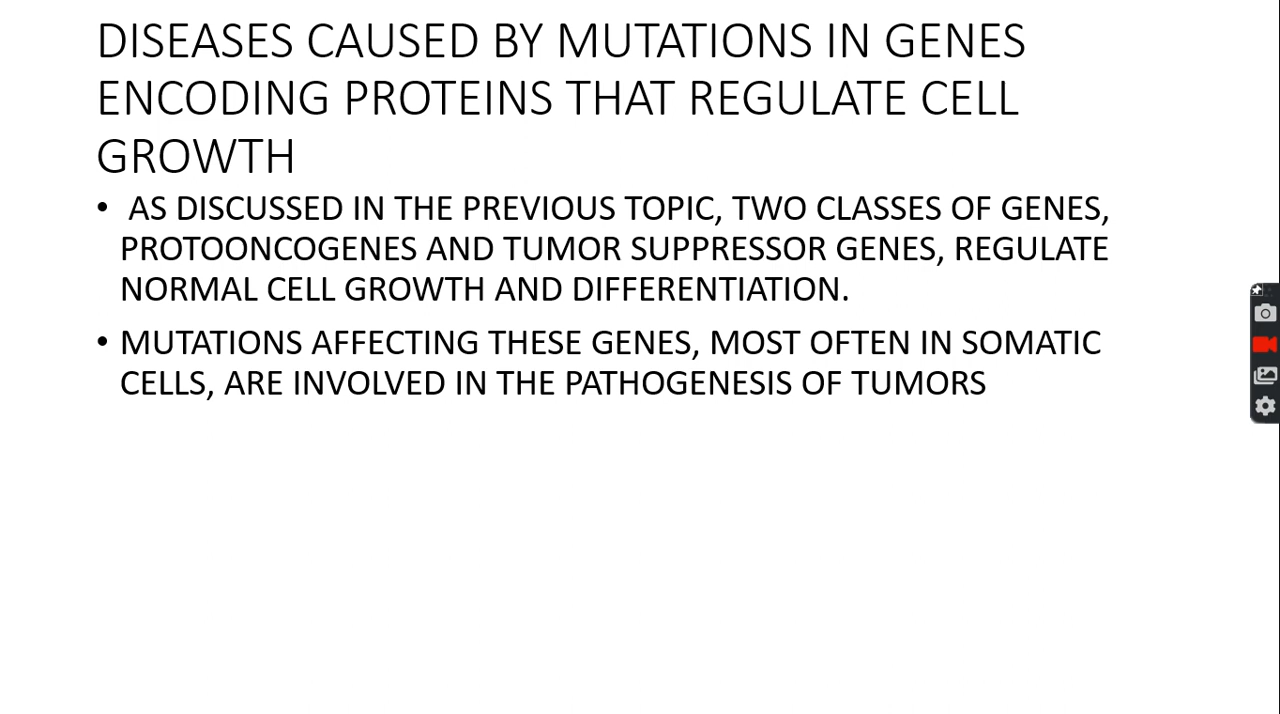 DISEASES CAUSED BY MUTATIONS IN GENES
ENCODING PROTEINS THAT REGULATE CELL
GROWTH
• AS DISCUSSED IN THE PREVIOUS TOPIC, TWO CLASSES OF GENES,
PROTOONCOGENES AND TUMOR SUPPRESSOR GENES, REGULATE
NORMAL CELL GROWTH AND DIFFERENTIATION.
• MUTATIONS AFFECTING THESE GENES, MOST OFTEN IN SOMATIC
CELLS, ARE INVOLVED IN THE PATHOGENESIS OF TUMORS